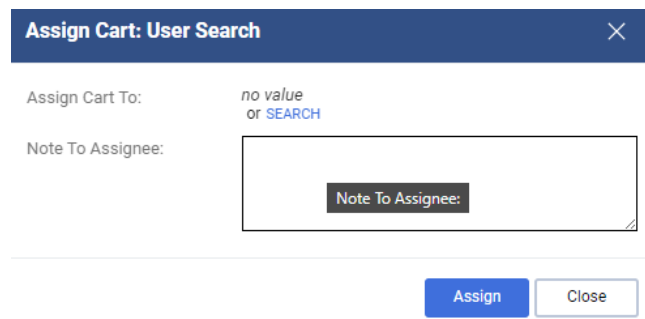 Assign Cart: User Search
Assign Cart To:
no value
or SEARCH
Note To Assignee:
Note To Assignee:
Assign
Close